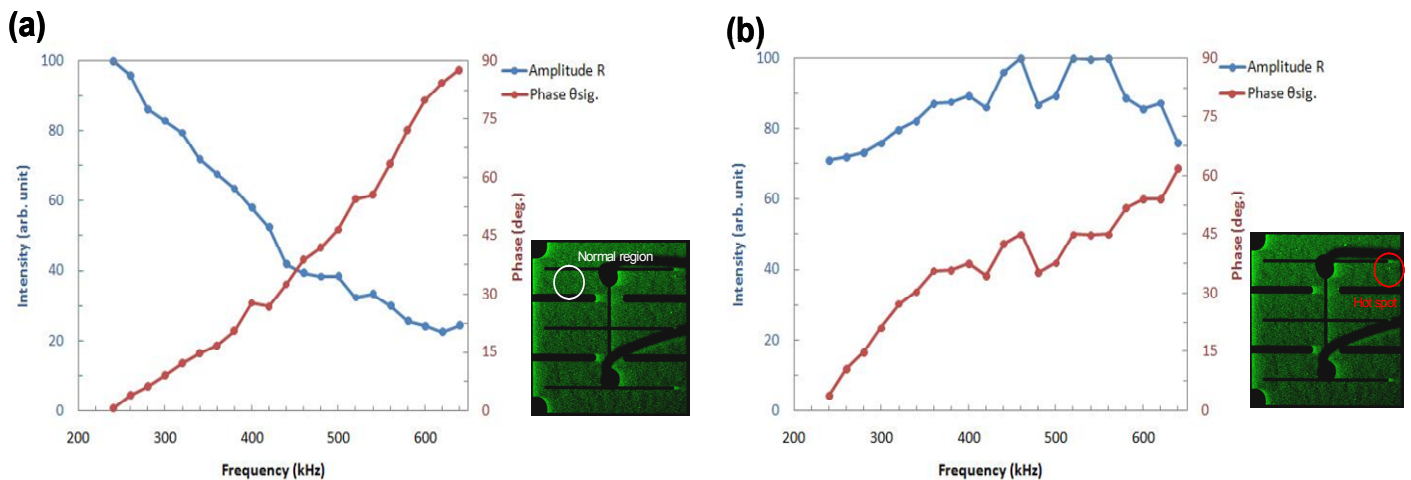 (a)
100
80
60
40
20
0
Intensity (arb. unit)
200
300
400
500
600
Frequency (kHz)
90
75
60
45
30
15
0
Phase (deg.)
Amplitude R
Phase θsig.
Normal region
(b)
100
80
60
40
20
0
Intensity (arb. unit)
200
300
400
500
600
Frequency (kHz)
90
75
60
45
30
15
0
Phase (deg.)
Amplitude R
Phase θsig.
Hot spot